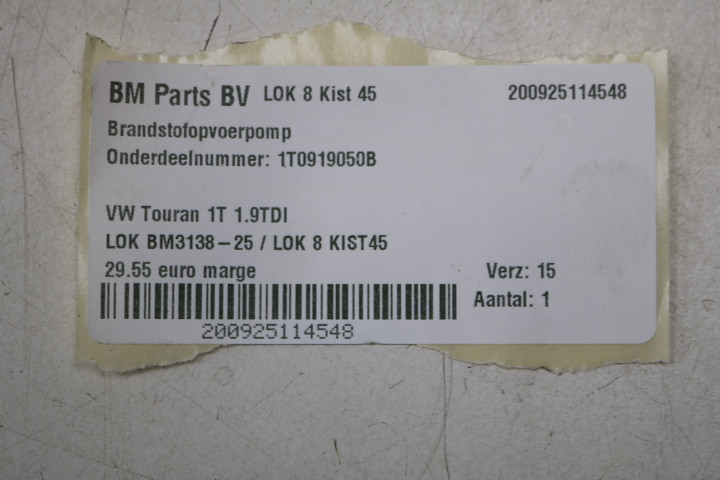 BM Parts BV LOK 8 Kist 45 200925114548
Brandstofopvoerpomp
Onderdeelnummer: 1T0919050B
VW Touran 1T 1.9TDI
LOK BM3138-25 / LOK 8 KIST45
29.55 euro marge Verz: 15
Aantal: 1
200925114548